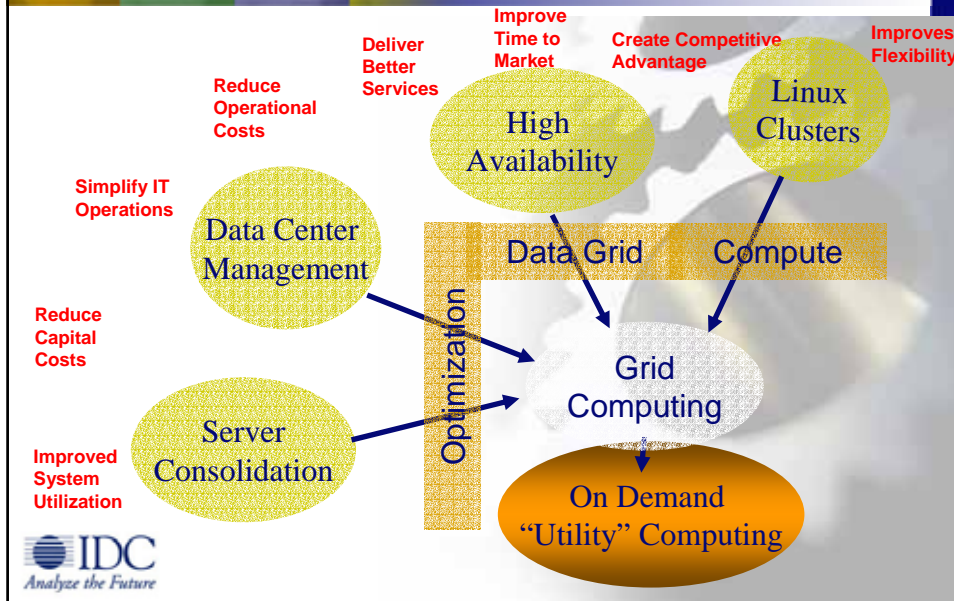 Improve
Time to
Market
Create Competitive
Advantage
Improves
Flexibility
Deliver
Better
Services
Reduce
Operational
Costs
Linux
Clusters
High
Availability
Simplify IT
Operations
Data Center
Management
Data Grid
Compute
Optimization
Reduce
Capital
Costs
Grid
Computing
Server
Consolidation
Improved
System
Utilization
On Demand
“Utility” Computing
IDC
Analyze the Future